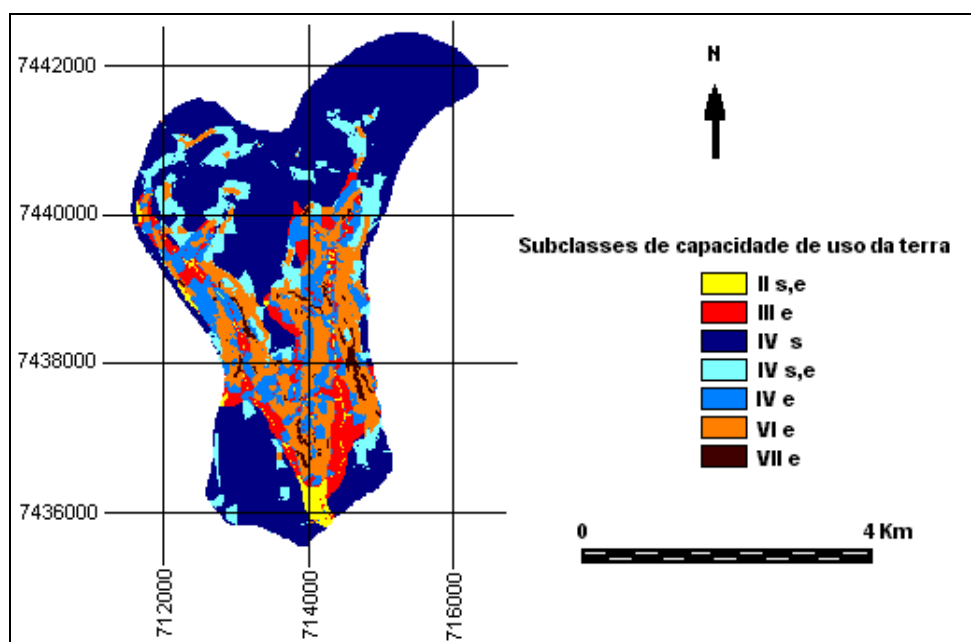 7442000
7440000
7438000
7436000
712000
714000
716000
N
Subclasses de capacidade de uso da terra
II s,e
III e
IV s
IV s,e
IV e
VI e
VII e
0 4 Km